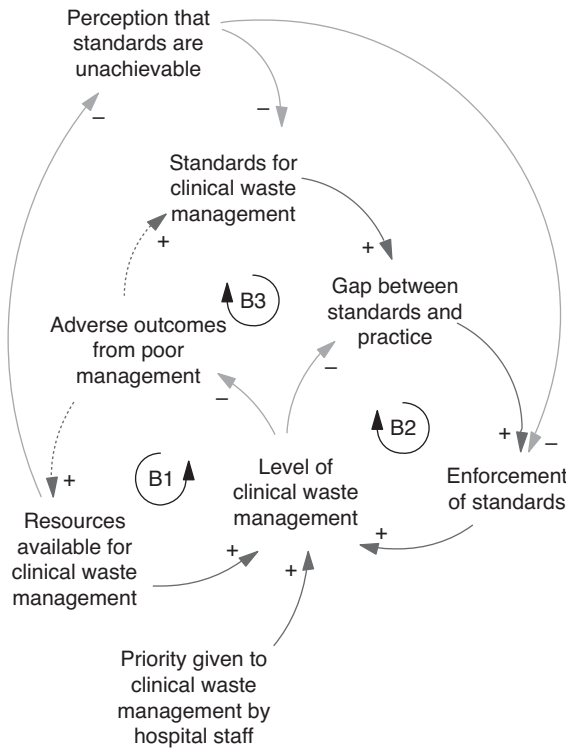 Perception that
standards are
unachievable
−
−
Standards for
clinical waste
management
+
+
B3
Gap between
standards and
practice
Adverse outcomes
from poor
management
−
−
B2
+
−
+
B1
Level of
clinical waste
management
Enforcement
of standards
Resources
available for
clinical waste
management
+
+
+
Priority given to
clinical waste
management by
hospital staff